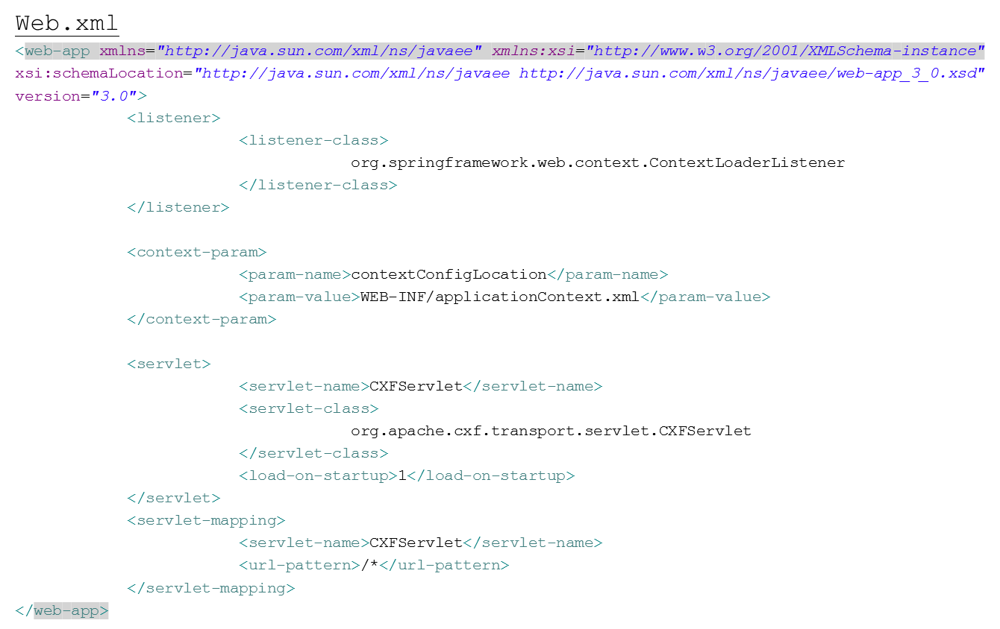 Web.xml
<web-app xmlns="http://java.sun.com/xml/ns/javaee" xmlns:xsi="http://www.w3.org/2001/XMLSchema-instance"
xsi:schemaLocation="http://java.sun.com/xml/ns/javaee http://java.sun.com/xml/ns/javaee/web-app_3_0.xsd"
version="3.0">
<listener>
<listener-class>
org.springframework.web.context.ContextLoaderListener
</listener-class>
</listener>
<context-param>
<param-name>contextConfigLocation</param-name>
<param-value>WEB-INF/applicationContext.xml</param-value>
</context-param>
<servlet>
<servlet-name>CXFServlet</servlet-name>
<servlet-class>
org.apache.cxf.transport.servlet.CXFServlet
</servlet-class>
<load-on-startup>1</load-on-startup>
</servlet>
<servlet-mapping>
<servlet-name>CXFServlet</servlet-name>
<url-pattern>/*</url-pattern>
</servlet-mapping>
</web-app>